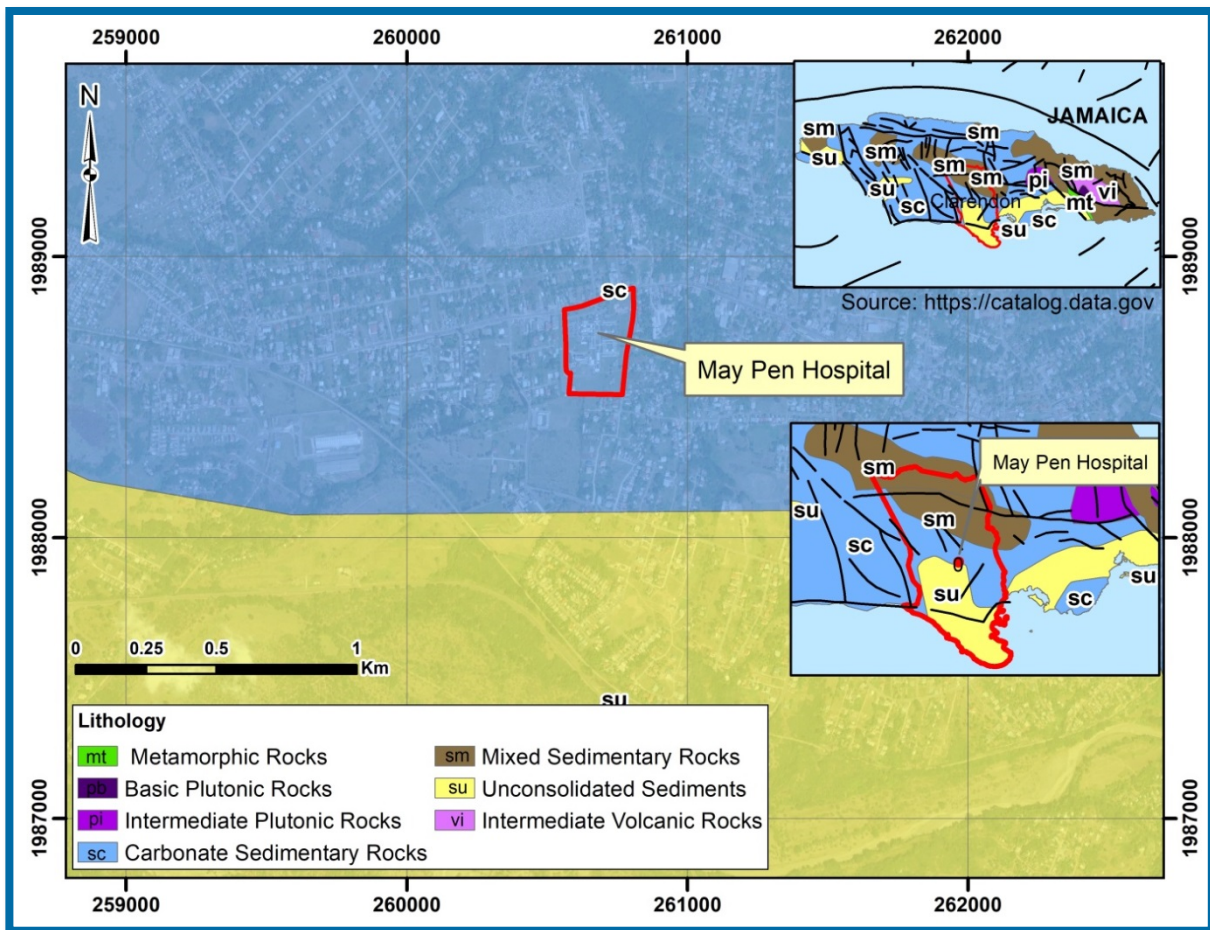 259000 260000 261000 262000
N
1989000
1988000
1987000
sc
May Pen Hospital
su
0 0.25 0.5 1
Km
JAMAICA
sm
sm
sm
su
sm
sm
sm
pi
su
Clarendon
vi
sc
mt
su
sc
Source: https://catalog.data.gov
1989000
May Pen Hospital
sm
su
sm
sc
su
sc
su
1988000
1987000
Lithology
mt Metamorphic Rocks
pb Basic Plutonic Rocks
pi Intermediate Plutonic Rocks
sc Carbonate Sedimentary Rocks
sm Mixed Sedimentary Rocks
su Unconsolidated Sediments
vi Intermediate Volcanic Rocks
259000 260000 261000 262000